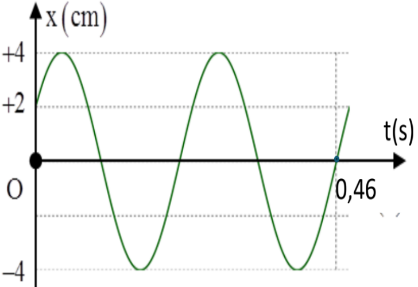 x(cm)
+4
+2
t(s)
O
0,46
–4